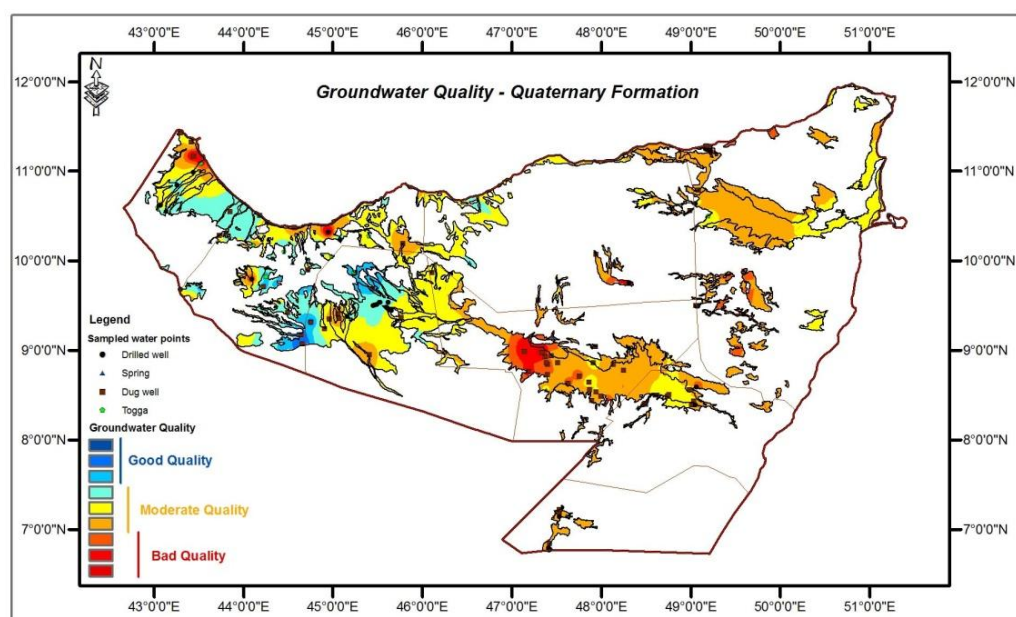 43°0'0"E 44°0'0"E 45°0'0"E 46°0'0"E 47°0'0"E 48°0'0"E 49°0'0"E 50°0'0"E 51°0'0"E
N
Groundwater Quality - Quaternary Formation
12°0'0"N 12°0'0"N
11°0'0"N 11°0'0"N
10°0'0"N 10°0'0"N
9°0'0"N 9°0'0"N
8°0'0"N 8°0'0"N
7°0'0"N 7°0'0"N
Legend
Sampled water points
Drilled well
Spring
Dug well
Togga
Groundwater Quality
Good Quality
Moderate Quality
Bad Quality
43°0'0"E 44°0'0"E 45°0'0"E 46°0'0"E 47°0'0"E 48°0'0"E 49°0'0"E 50°0'0"E 51°0'0"E